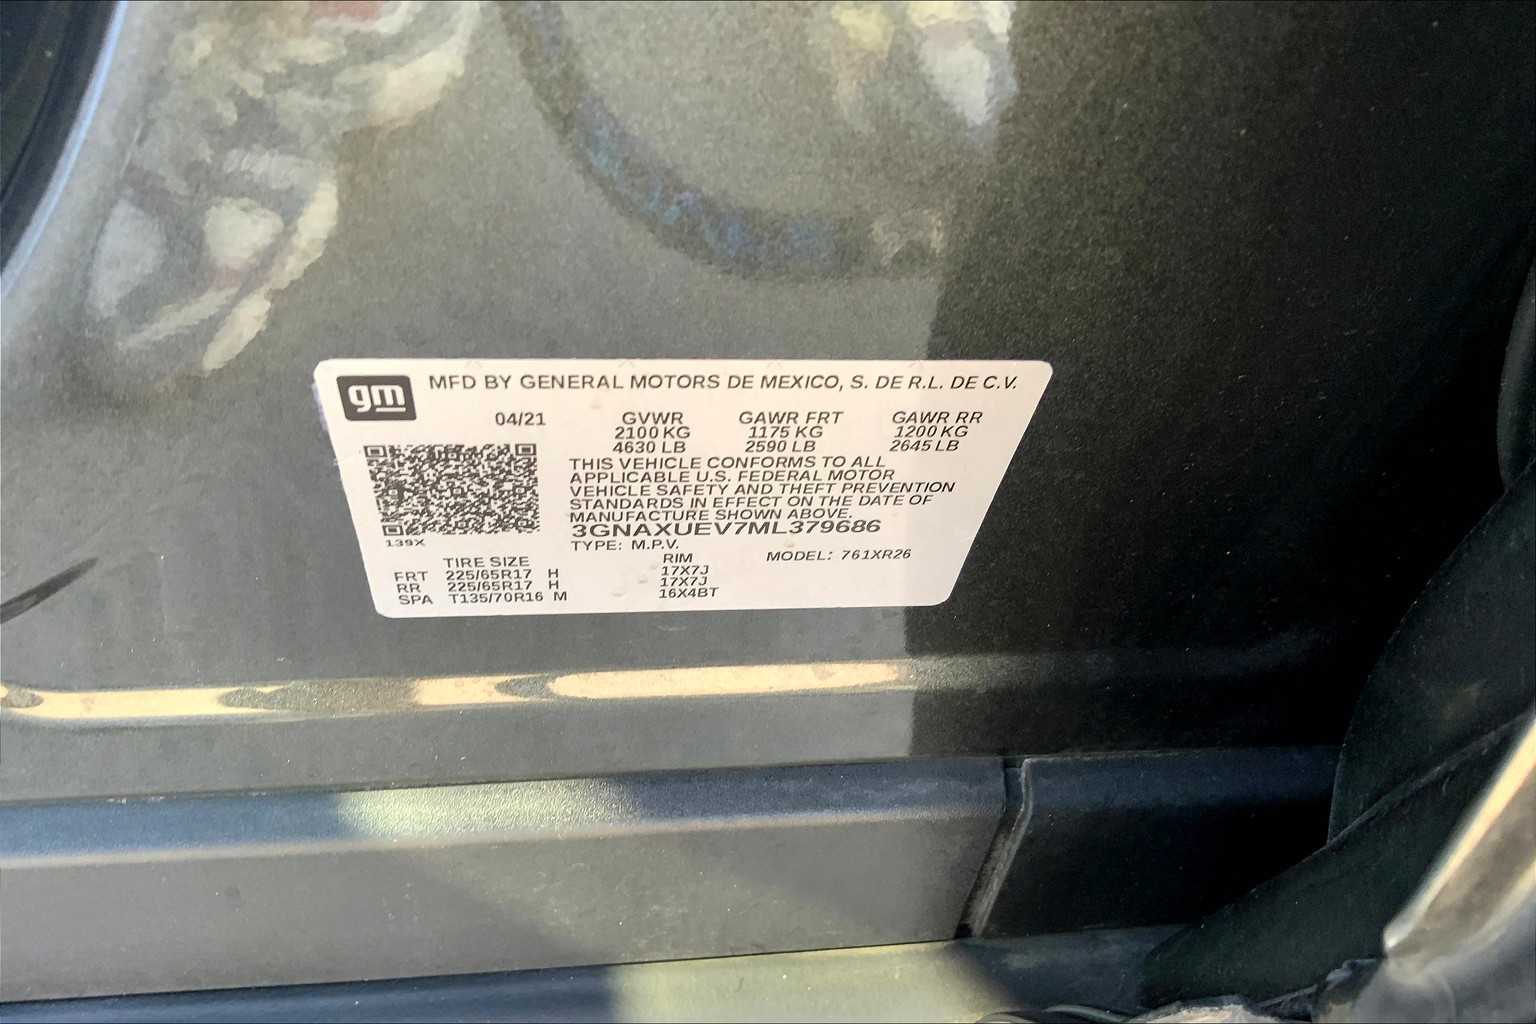 gm MFD BY GENERAL MOTORS DE MEXICO, S. DE R.L. DE C.V.
04/21 GVWR GAWR FRT GAWR RR
2100 KG 1175 KG 1200 KG
4630 LB 2590 LB 2645 LB
THIS VEHICLE CONFORMS TO ALL
APPLICABLE U.S. FEDERAL MOTOR
VEHICLE SAFETY AND THEFT PREVENTION
STANDARDS IN EFFECT ON THE DATE OF
MANUFACTURE SHOWN ABOVE.
3GNAXUEV7ML379686
139X
TYPE: M.P.V. MODEL: 761XR26
TIRE SIZE RIM
FRT 225/65R17 H 17X7J
RR 225/65R17 H 17X7J
SPA T135/70R16 M 16X4BT